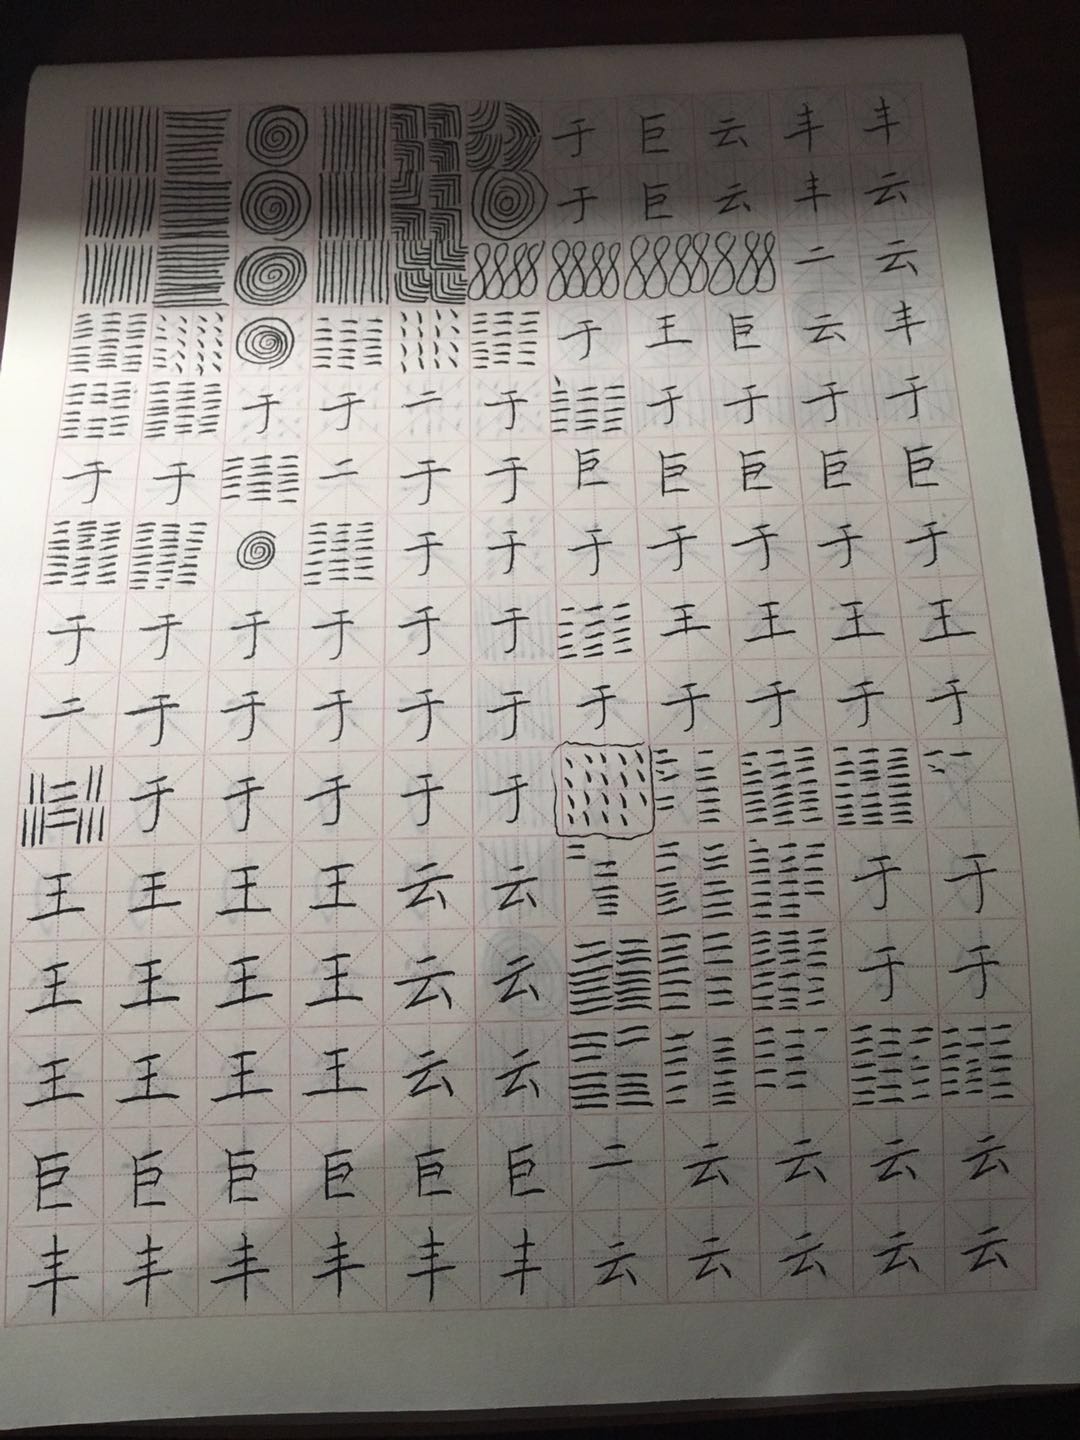 于 巨 云 丰 丰
于 巨 云 丰 云
二 云
于 王 巨 云 丰
于 于 二 于 于 于 于 于
于 于 二 于 于 巨 巨 巨 巨 巨
于 于 于 于 于 于 于
于 于 于 于 于 于 王 王 王 王
二 于 于 于 于 于 于 于 于 于 于
于 于 于 于 于
王 王 王 王 云 云 于 于
王 王 王 王 云 云 于 于
王 王 王 王 云 云
巨 巨 巨 巨 巨 巨 二 云 云 云 云
丰 丰 丰 丰 丰 丰 云 云 云 云 云